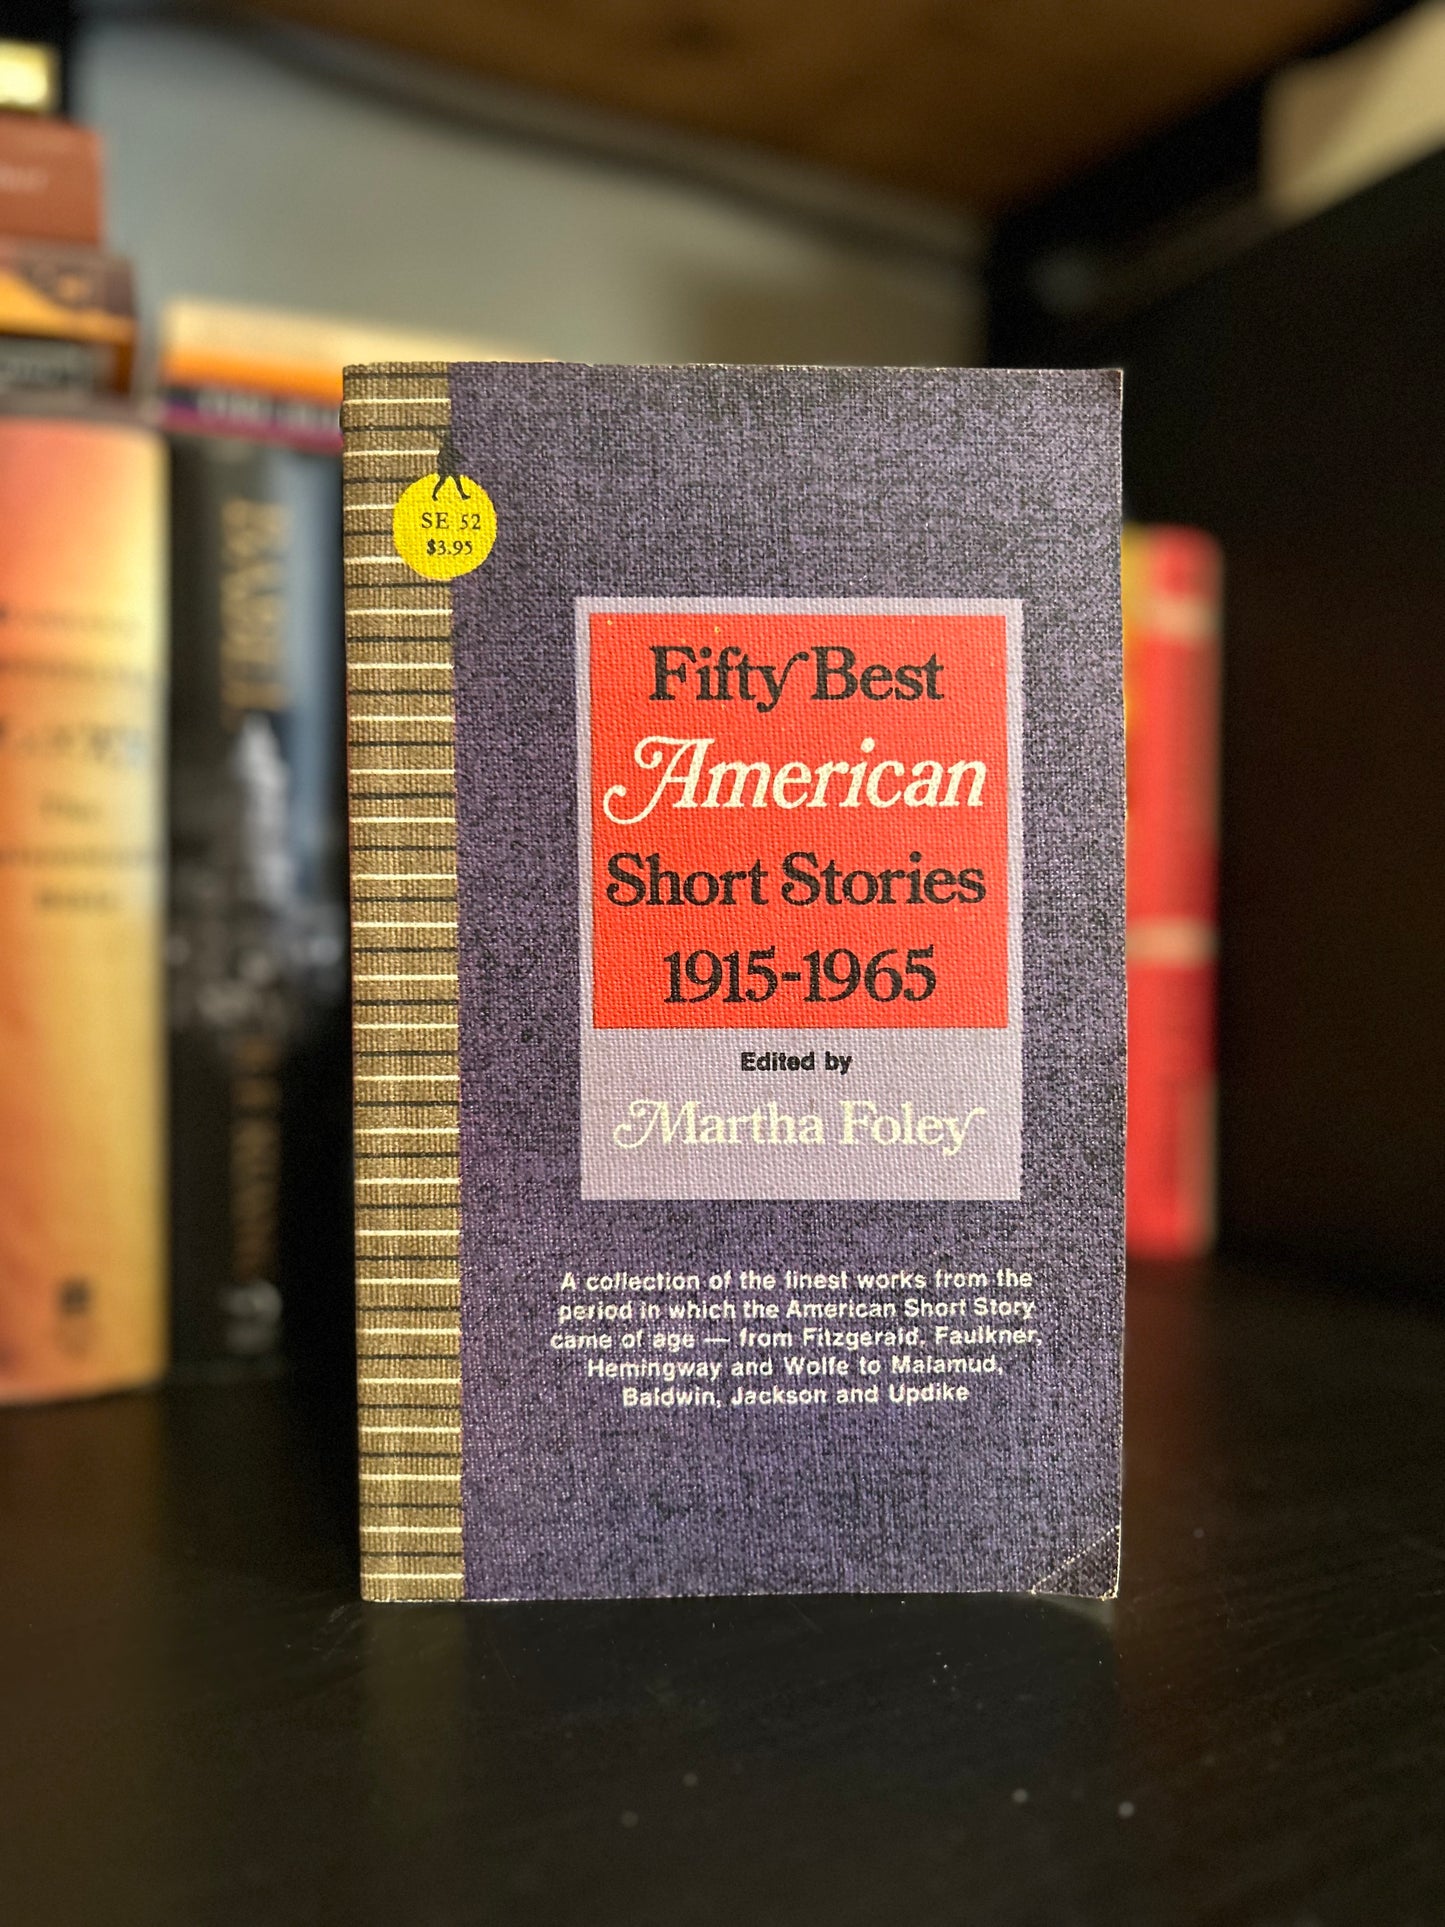 SE 52
$3.95
Fifty Best
American
Short Stories
1915-1965
Edited by
Martha Foley
A collection of the finest works from the
period in which the American Short Story
came of age — from Fitzgerald, Faulkner,
Hemingway and Wolfe to Malamud,
Baldwin, Jackson and Updike